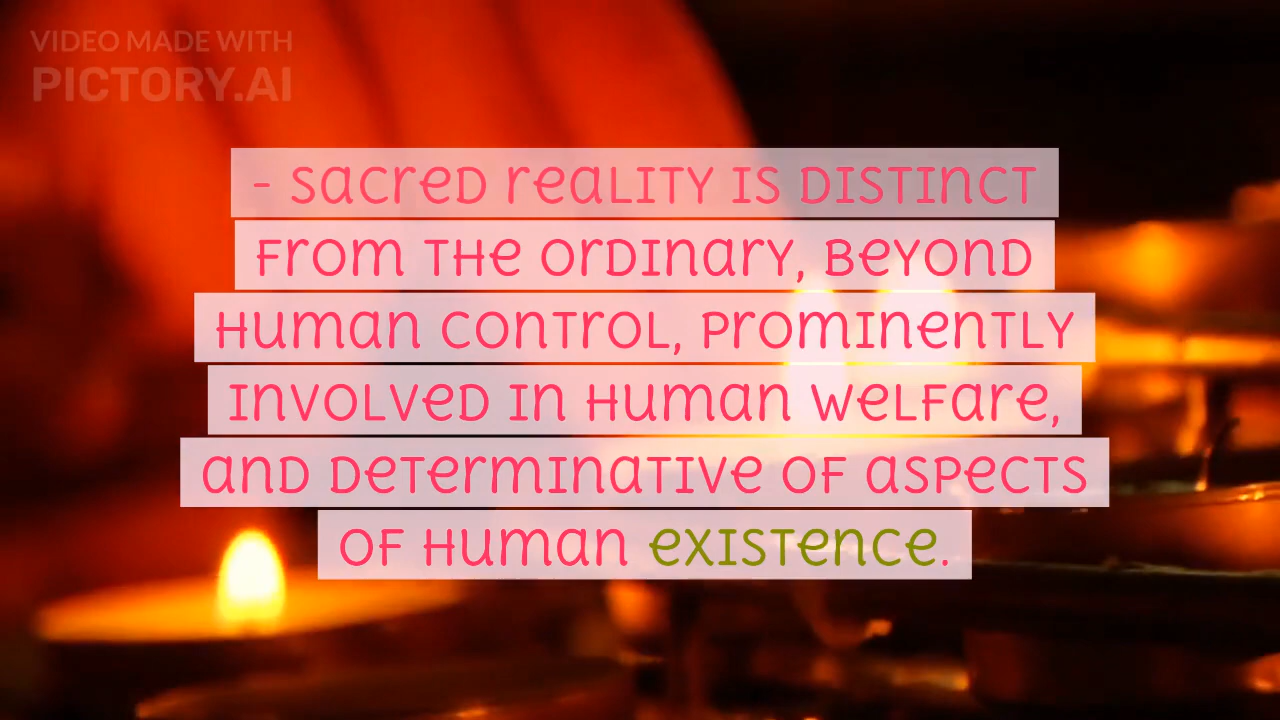 VIDEO MADE WITH
PICTORY.AI
- Sacred reality is distinct
from the ordinary, beyond
human control, prominently
involved in human welfare,
and determinative of aspects
of human existence.